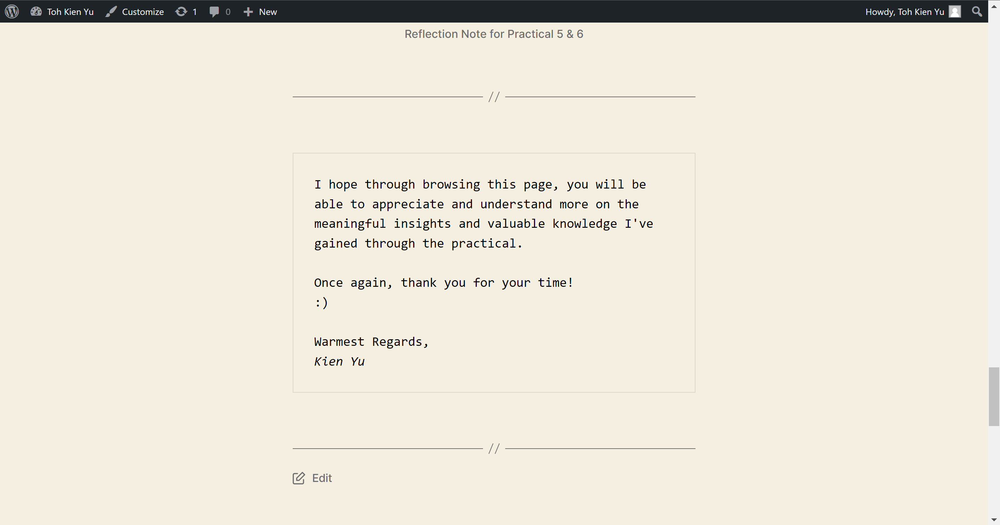 Toh Kien Yu Customize 1 0 New Howdy, Toh Kien Yu
Reflection Note for Practical 5 & 6
//
I hope through browsing this page, you will be
able to appreciate and understand more on the
meaningful insights and valuable knowledge I've
gained through the practical.
Once again, thank you for your time!
:)
Warmest Regards,
Kien Yu
//
Edit